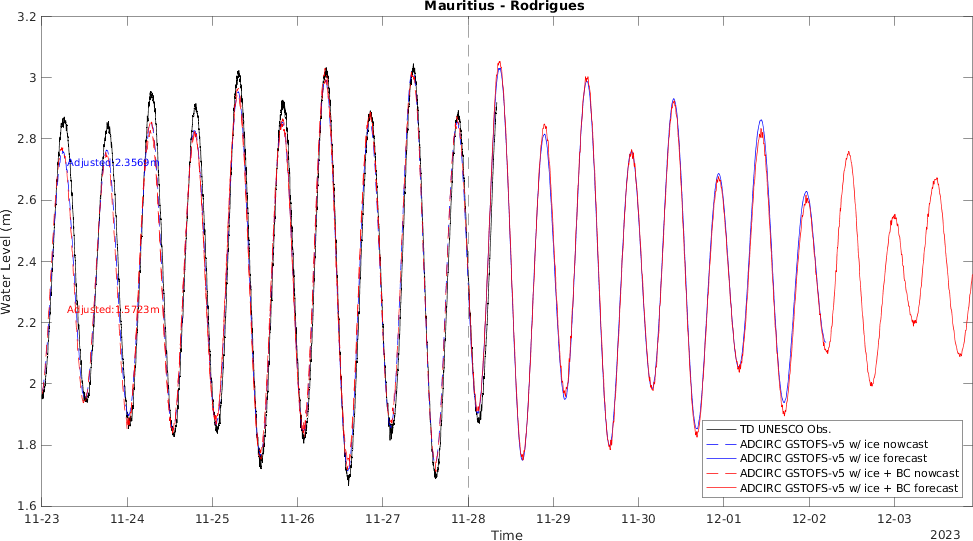 Mauritius - Rodrigues
3.2
3
2.8
2.6
2.4
2.2
2
1.8
1.6
Water Level (m)
Adjusted:2.3569m
Adjusted:1.5723m
TD UNESCO Obs.
ADCIRC GSTOFS-v5 w/ ice nowcast
ADCIRC GSTOFS-v5 w/ ice forecast
ADCIRC GSTOFS-v5 w/ ice + BC nowcast
ADCIRC GSTOFS-v5 w/ ice + BC forecast
11-23 11-24 11-25 11-26 11-27 11-28 11-29 11-30 12-01 12-02 12-03
Time
2023